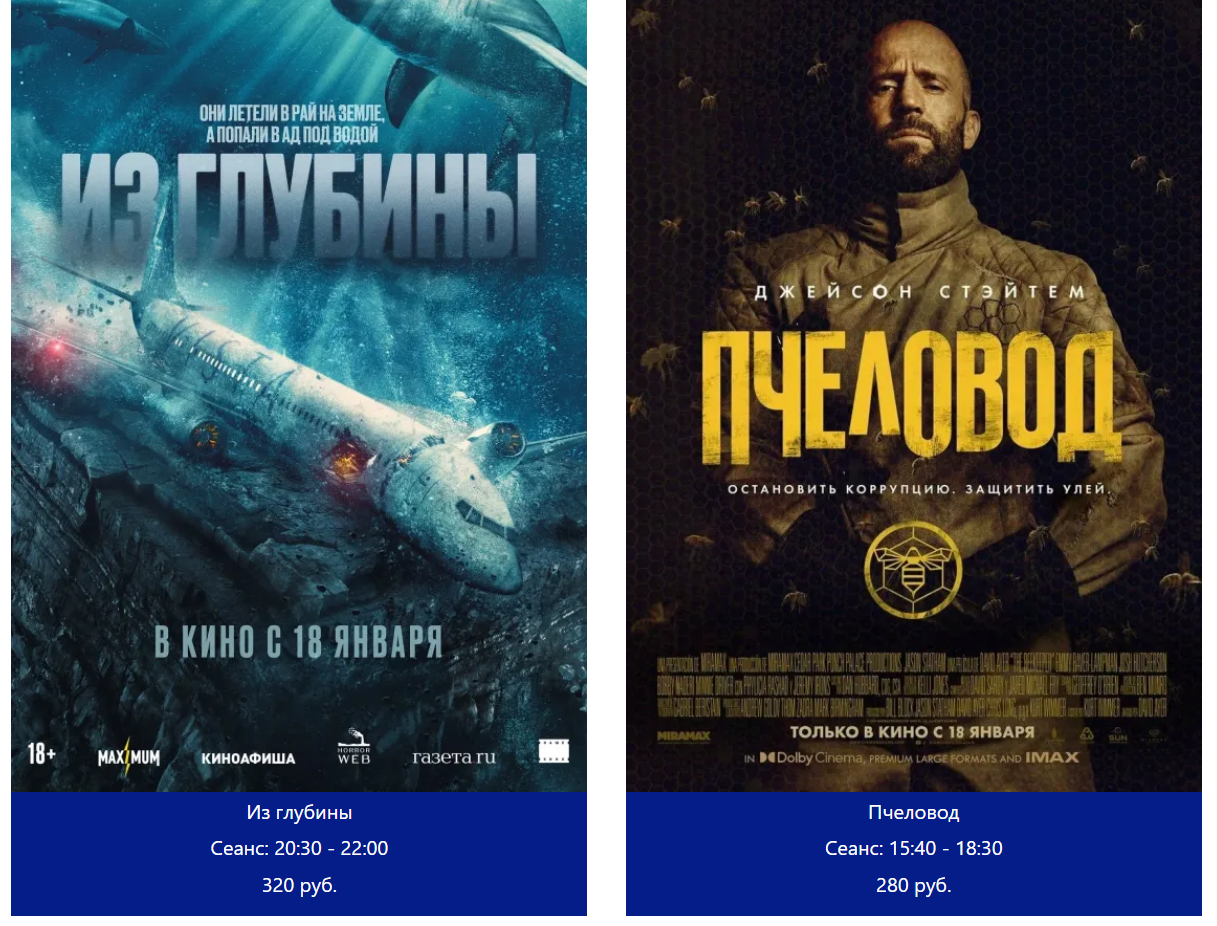 ОНИ ЛЕТЕЛИ В РАЙ НА ЗЕМЛЕ,
А ПОПАЛИ В АД ПОД ВОДОЙ
ИЗ ГЛУБИНЫ
В КИНО С 18 ЯНВАРЯ
18+
MAXIMUM
КИНОАФИША
HORROR
WEB
газета ru
Из глубины
Сеанс: 20:30 - 22:00
320 руб.
ДЖЕЙСОН СТЭЙТЕМ
ПЧЕЛОВОД
ОСТАНОВИТЬ КОРРУПЦИЮ. ЗАЩИТИТЬ УЛЕЙ.
ТОЛЬКО В КИНО С 18 ЯНВАРЯ
MIRAMAX
IN Dolby Cinema, PREMIUM LARGE FORMATS AND IMAX
Пчеловод
Сеанс: 15:40 - 18:30
280 руб.